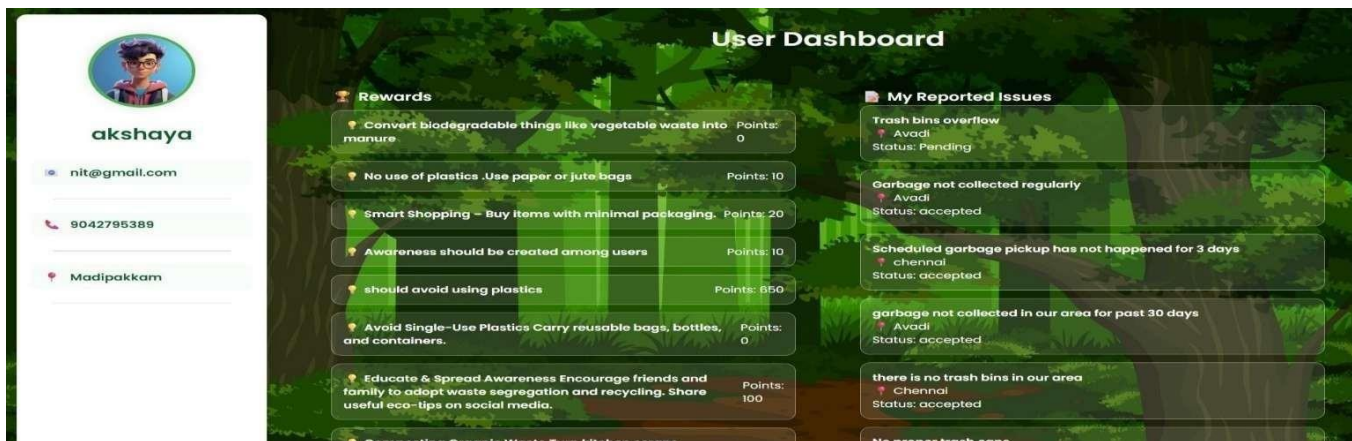 User Dashboard
akshaya
nit@gmail.com
9042795389
Madipakkam
🏆 Rewards
💡 Convert biodegradable things like vegetable waste into
manure
Points:
0
💡 No use of plastics .Use paper or jute bags
Points: 10
💡 Smart Shopping – Buy items with minimal packaging.
Points: 20
💡 Awareness should be created among users
Points: 10
💡 should avoid using plastics
Points: 650
💡 Avoid Single-Use Plastics Carry reusable bags, bottles,
and containers.
Points:
0
💡 Educate & Spread Awareness Encourage friends and
family to adopt waste segregation and recycling. Share
useful eco-tips on social media.
Points:
100
My Reported Issues
Trash bins overflow
📍 Avadi
Status: Pending
Garbage not collected regularly
📍 Avadi
Status: accepted
Scheduled garbage pickup has not happened for 3 days
📍 chennai
Status: accepted
garbage not collected in our area for past 30 days
📍 Avadi
Status: accepted
there is no trash bins in our area
📍 Chennai
Status: accepted